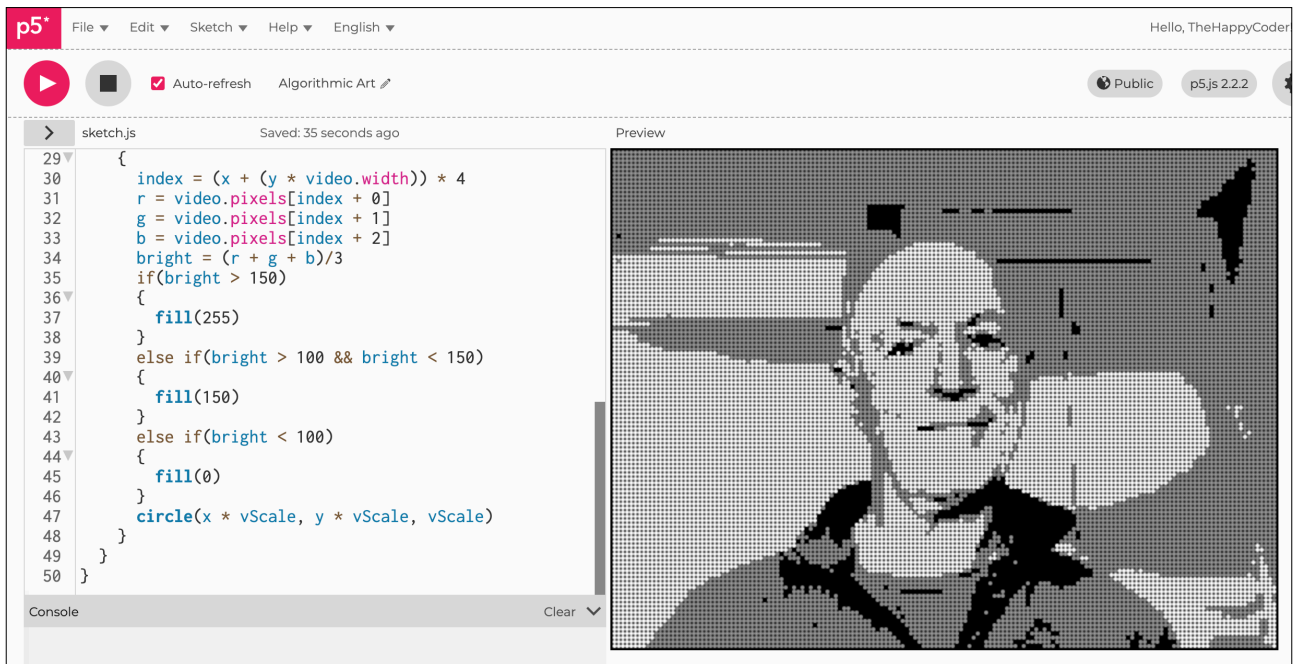 p5* File Edit Sketch Help English Hello, TheHappyCoder!
Auto-refresh Algorithmic Art Public p5.js 2.2.2
> sketch.js Saved: 35 seconds ago Preview
29 {
30 index = (x + (y * video.width)) * 4
31 r = video.pixels[index + 0]
32 g = video.pixels[index + 1]
33 b = video.pixels[index + 2]
34 bright = (r + g + b)/3
35 if(bright > 150)
36 {
37 fill(255)
38 }
39 else if(bright > 100 && bright < 150)
40 {
41 fill(150)
42 }
43 else if(bright < 100)
44 {
45 fill(0)
46 }
47 circle(x * vScale, y * vScale, vScale)
48 }
49 }
50 }
Console Clear